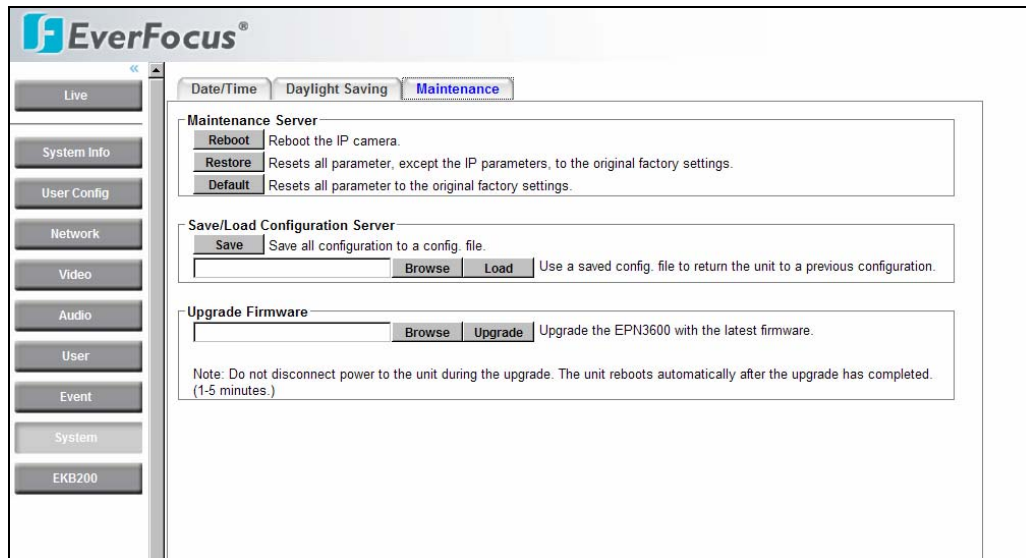 EverFocus®
«
Live
System Info
User Config
Network
Video
Audio
User
Event
System
EKB200
Date/Time Daylight Saving Maintenance
Maintenance Server
Reboot Reboot the IP camera.
Restore Resets all parameter, except the IP parameters, to the original factory settings.
Default Resets all parameter to the original factory settings.
Save/Load Configuration Server
Save Save all configuration to a config. file.
Browse Load Use a saved config. file to return the unit to a previous configuration.
Upgrade Firmware
Browse Upgrade Upgrade the EPN3600 with the latest firmware.
Note: Do not disconnect power to the unit during the upgrade. The unit reboots automatically after the upgrade has completed.
(1-5 minutes.)